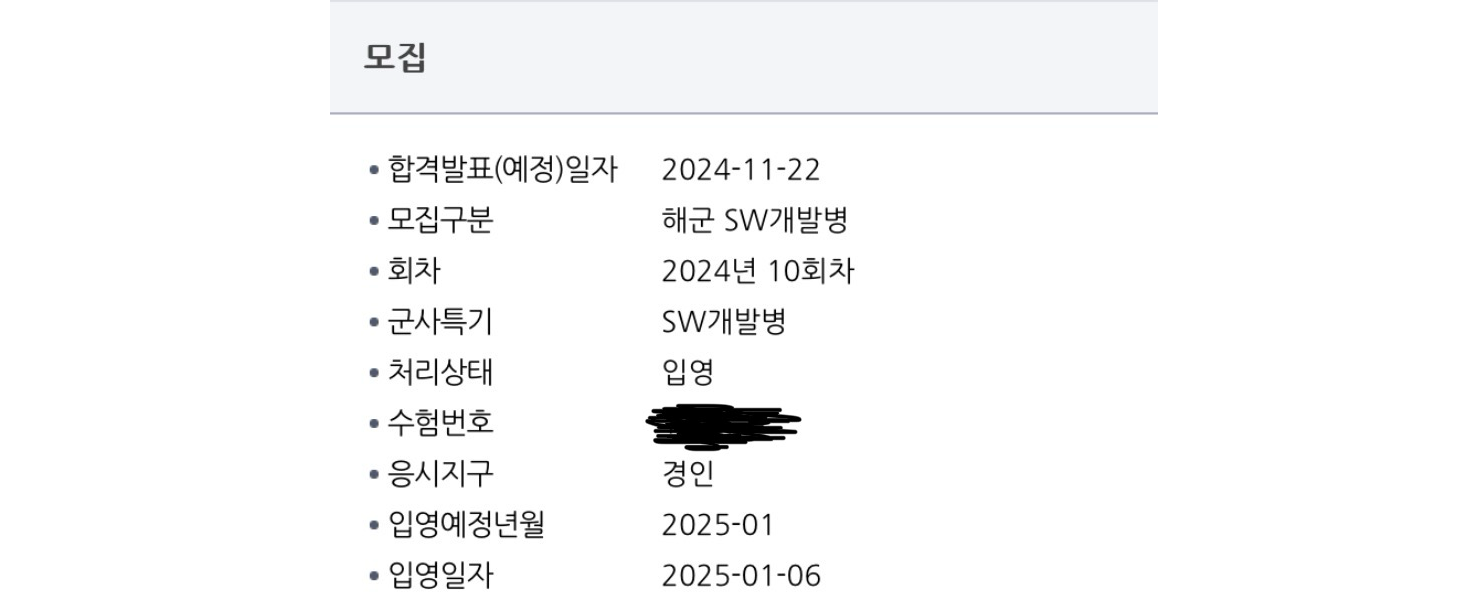 모집
합격발표(예정)일자 2024-11-22
모집구분 해군 SW개발병
회차 2024년 10회차
군사특기 SW개발병
처리상태 입영
수험번호
응시지구 경인
입영예정년월 2025-01
입영일자 2025-01-06